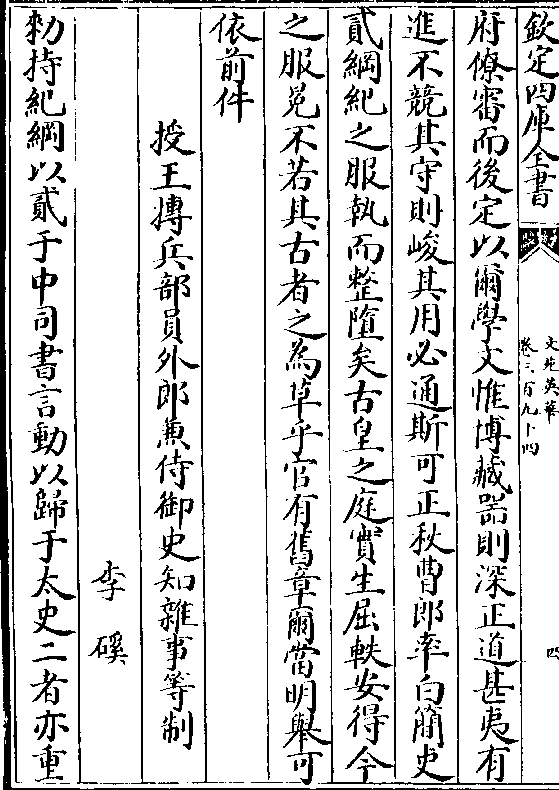 欽定四庫全書
文苑英華
卷三百九十四
四
府僚審而後定以爾學文惟博藏器則深正道甚夷有
進不競其守則峻其用必通斯可正秋曹郎率白簡史
貳綱紀之服執而整墮矣古皇之庭實生屈軼安得今
之服冕不若其古者之為草乎官有舊章爾當明舉可
依前件
授王摶兵部員外郎兼侍御史知雜事等制
李磎
勑持紀綱以貳于中司書言動以歸于太史二者亦重